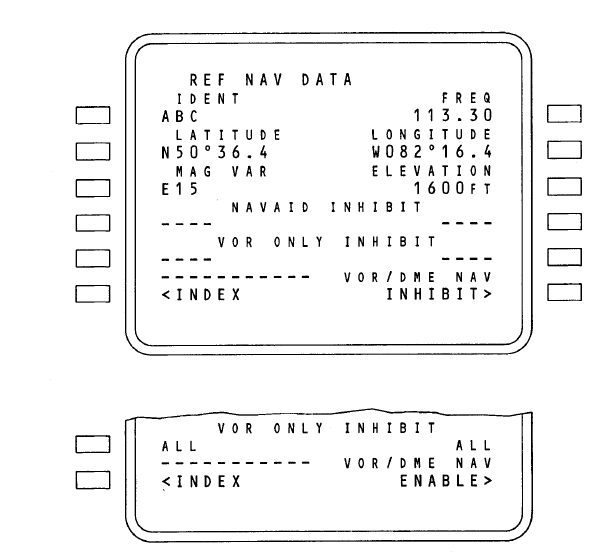 REF NAV DATA
IDENT FREQ
ABC 113.30
LATITUDE LONGITUDE
N50°36.4 W082°16.4
MAG VAR ELEVATION
E15 1600FT
NAVAID INHIBIT
---- ----
VOR ONLY INHIBIT
---- ----
----------- VOR/DME NAV
<INDEX INHIBIT>
VOR ONLY INHIBIT
ALL ALL
----------- VOR/DME NAV
<INDEX ENABLE>